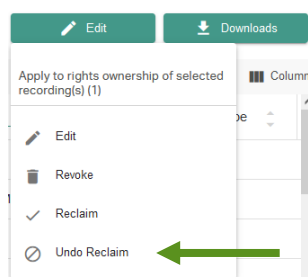 Edit
Downloads
Apply to rights ownership of selected
recording(s) (1)
Edit
Revoke
Reclaim
Undo Reclaim